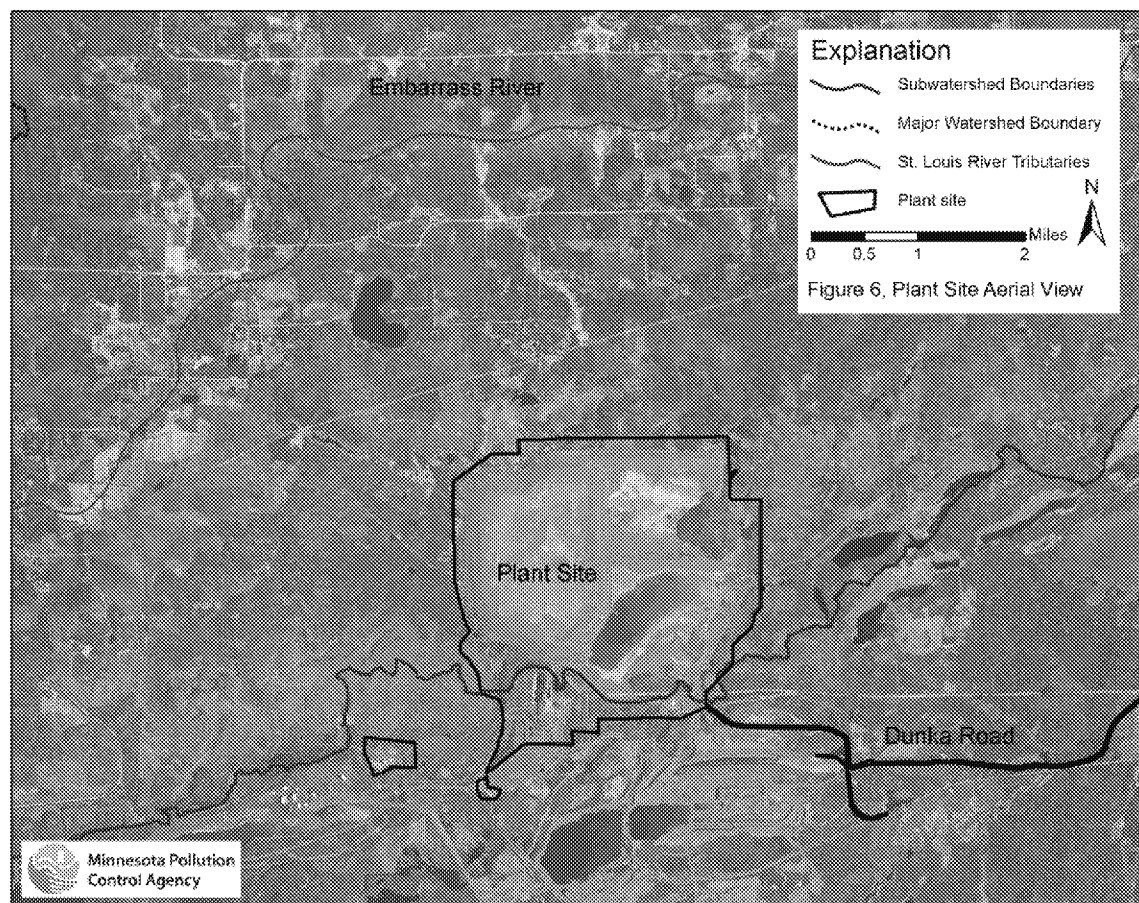 Embarrass River
Explanation
Subwatershed Boundaries
Major Watershed Boundary
St. Louis River Tributaries
Plant site
N
Miles
0 0.5 1 2
Figure 6, Plant Site Aerial View
Plant Site
Dunka Road
Minnesota Pollution
Control Agency